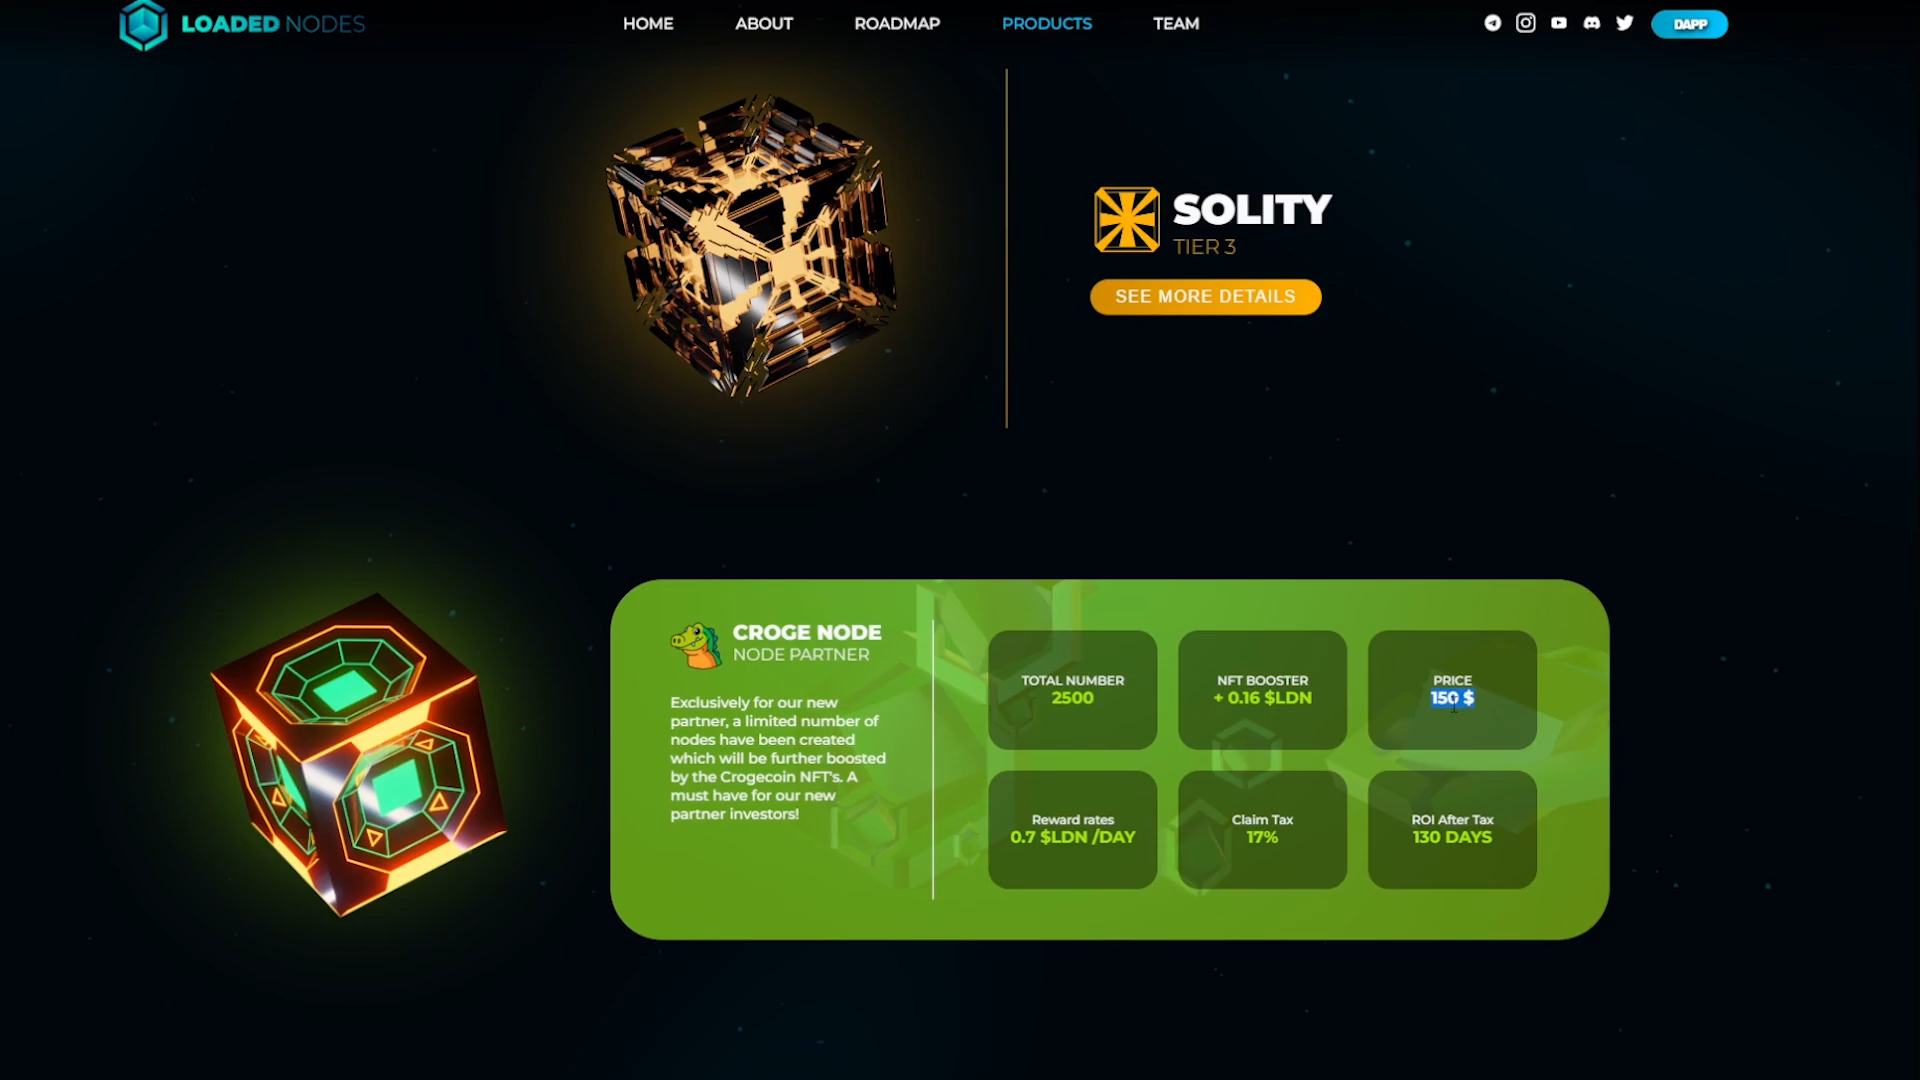 LOADED NODES
HOME
ABOUT
ROADMAP
PRODUCTS
TEAM
DAPP
SOLITY
TIER 3
SEE MORE DETAILS
CROGE NODE
NODE PARTNER
Exclusively for our new
partner, a limited number of
nodes have been created
which will be further boosted
by the Crogecoin NFT's. A
must have for our new
partner investors!
TOTAL NUMBER
2500
NFT BOOSTER
+ 0.16 $LDN
PRICE
150 $
Reward rates
0.7 $LDN /DAY
Claim Tax
17%
ROI After Tax
130 DAYS